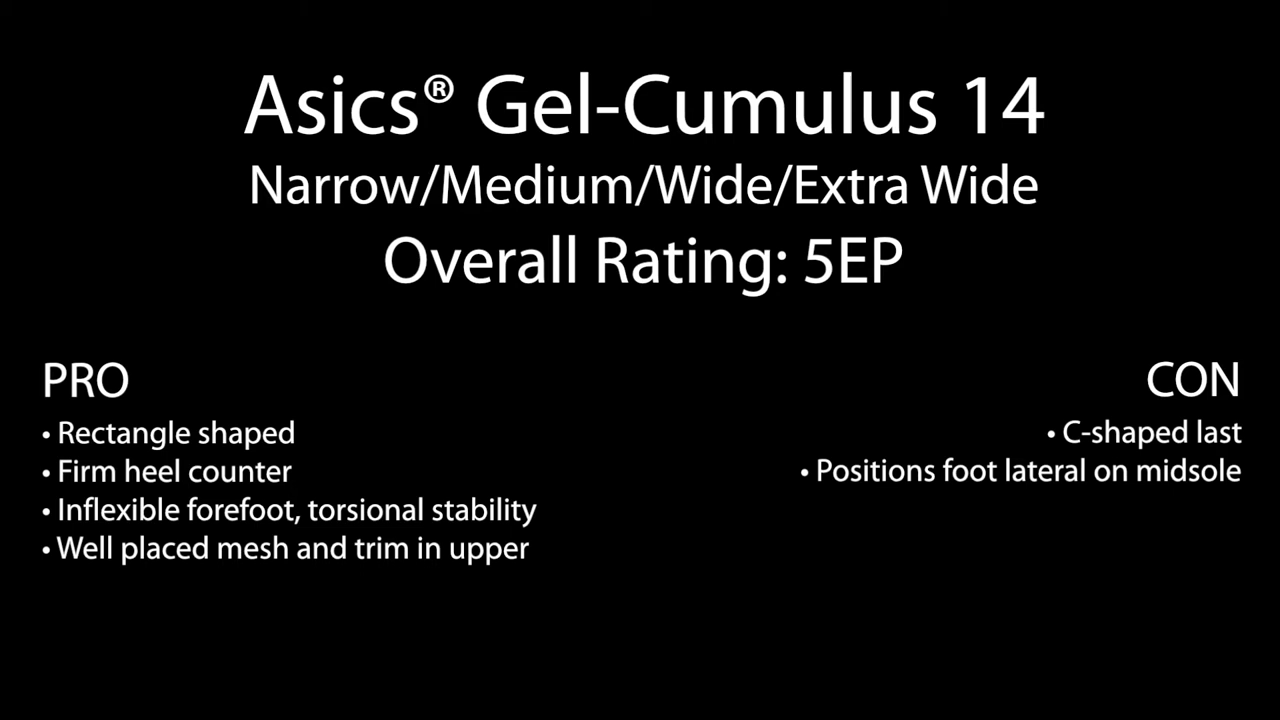 Asics® Gel-Cumulus 14
Narrow/Medium/Wide/Extra Wide
Overall Rating: 5EP
PRO
• Rectangle shaped
• Firm heel counter
• Inflexible forefoot, torsional stability
• Well placed mesh and trim in upper
CON
• C-shaped last
• Positions foot lateral on midsole